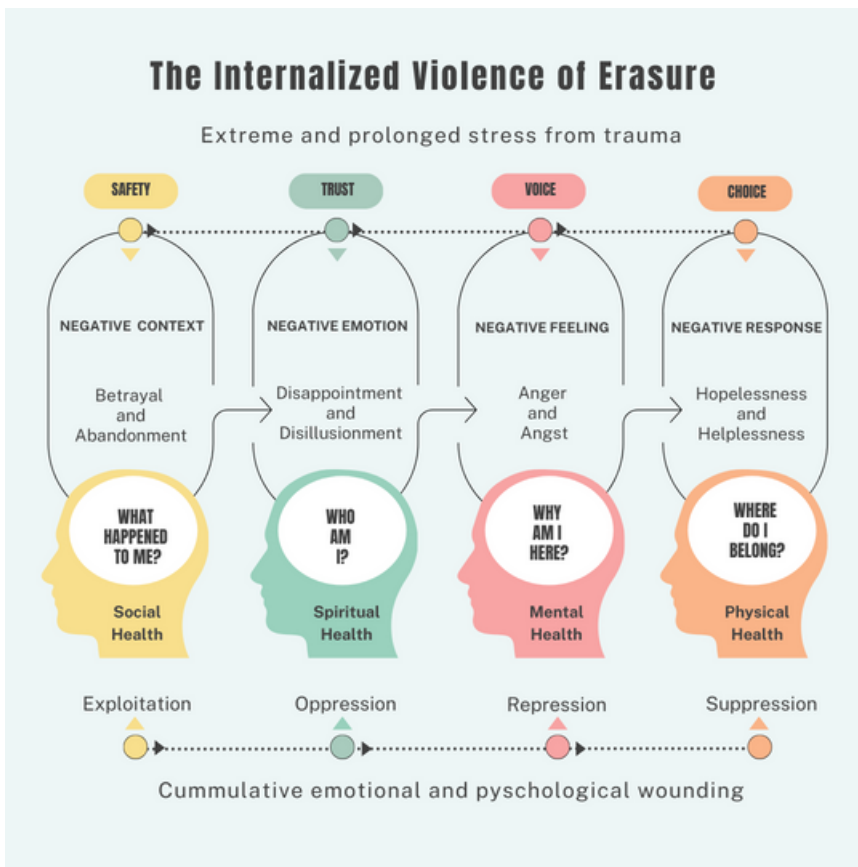 The Internalized Violence of Erasure
Extreme and prolonged stress from trauma
SAFETY
TRUST
VOICE
CHOICE
NEGATIVE CONTEXT
NEGATIVE EMOTION
NEGATIVE FEELING
NEGATIVE RESPONSE
Betrayal
and
Abandonment
Disappointment
and
Disillusionment
Anger
and
Angst
Hopelessness
and
Helplessness
WHAT
HAPPENED
TO ME?
WHO
AM
I?
WHY
AM I
HERE?
WHERE
DO I
BELONG?
Social
Health
Spiritual
Health
Mental
Health
Physical
Health
Exploitation
Oppression
Repression
Suppression
Cummulative emotional and pyschological wounding